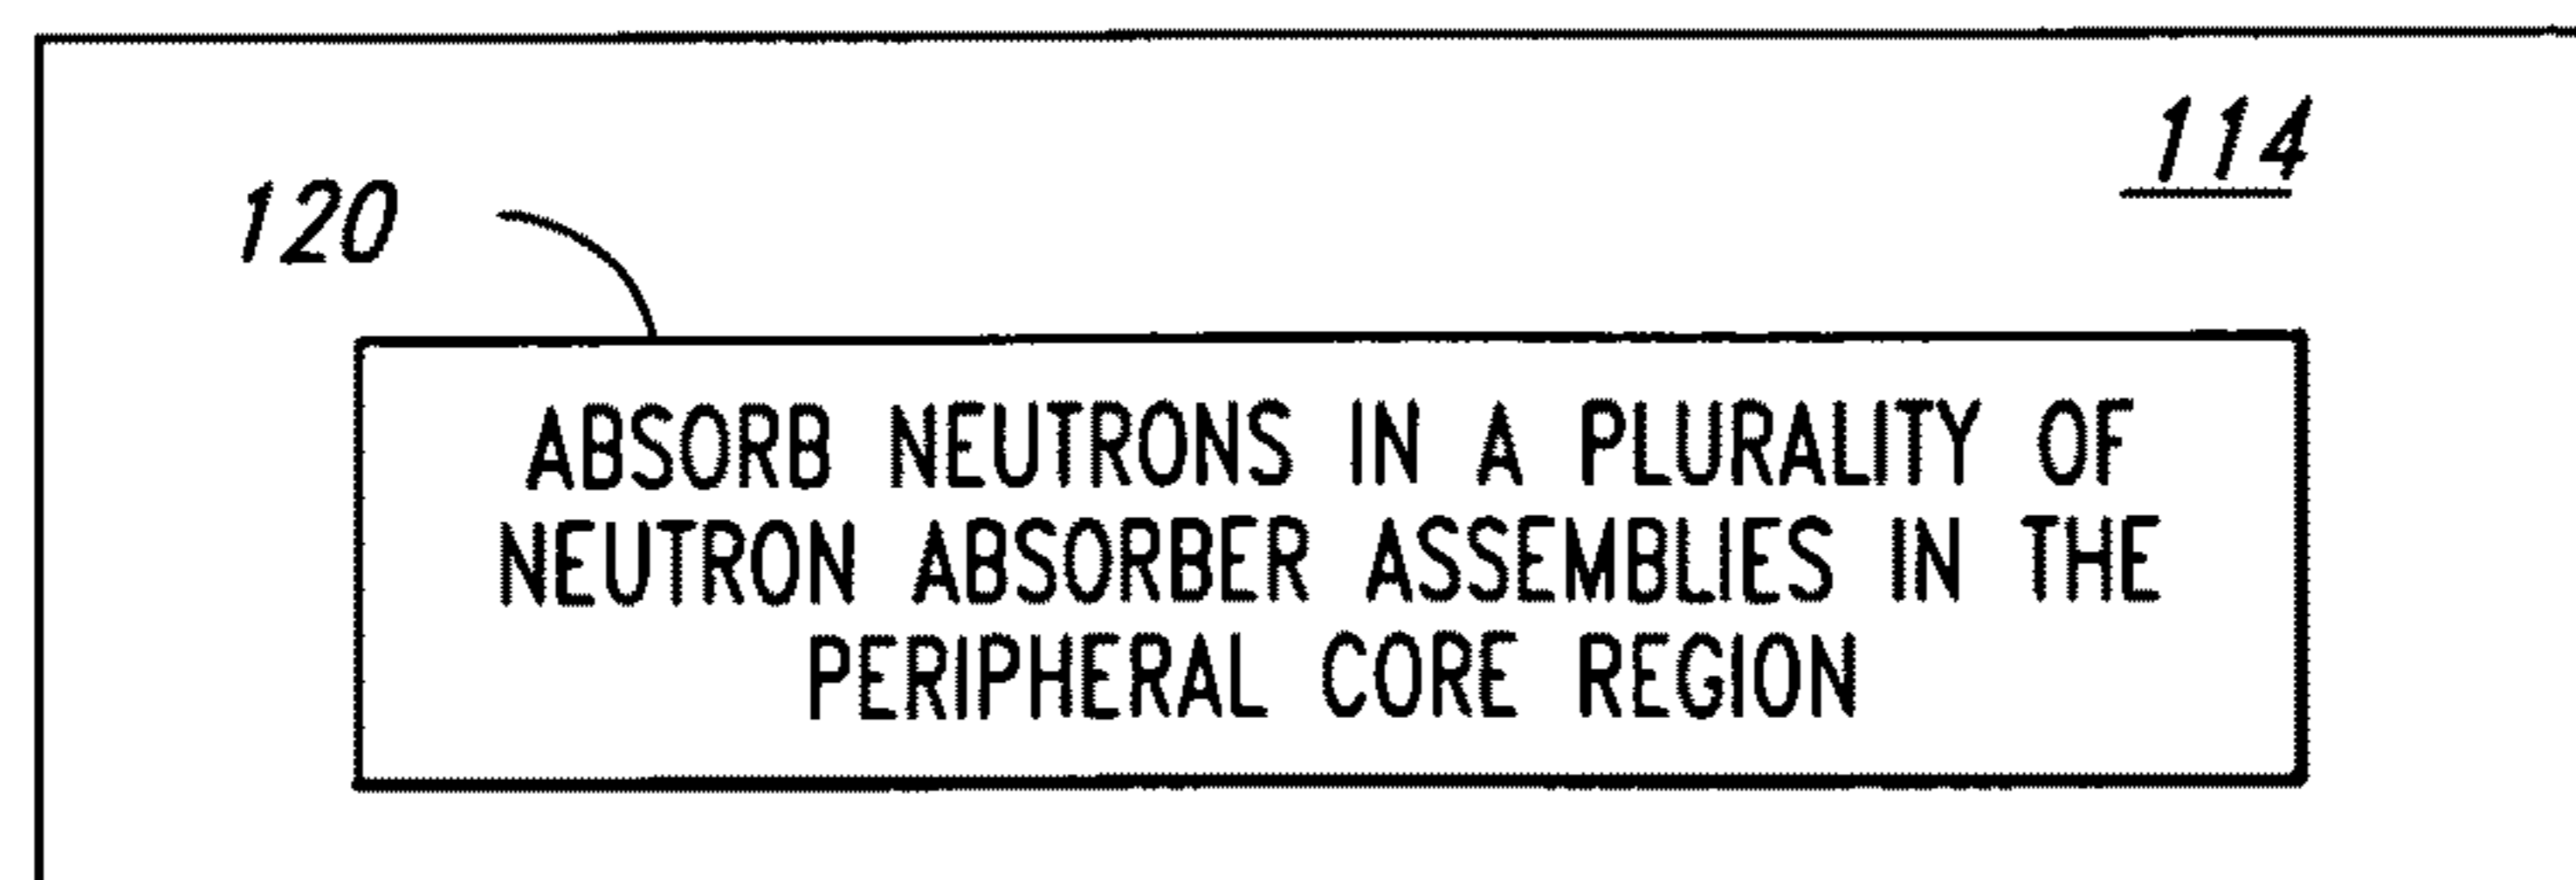 114
120
ABSORB NEUTRONS IN A PLURALITY OF
NEUTRON ABSORBER ASSEMBLIES IN THE
PERIPHERAL CORE REGION